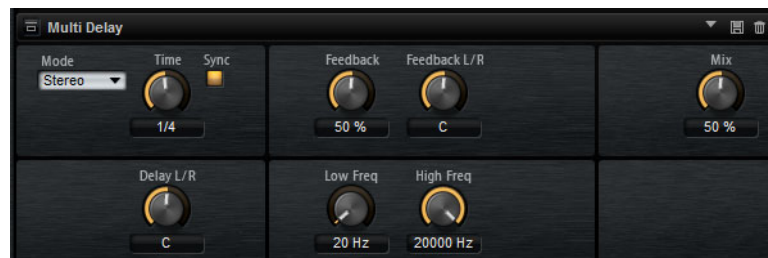 Multi Delay
Mode Time Sync Feedback Feedback L/R Mix
Stereo
1/4 50 % C 50 %
Delay L/R Low Freq High Freq
C 20 Hz 20000 Hz